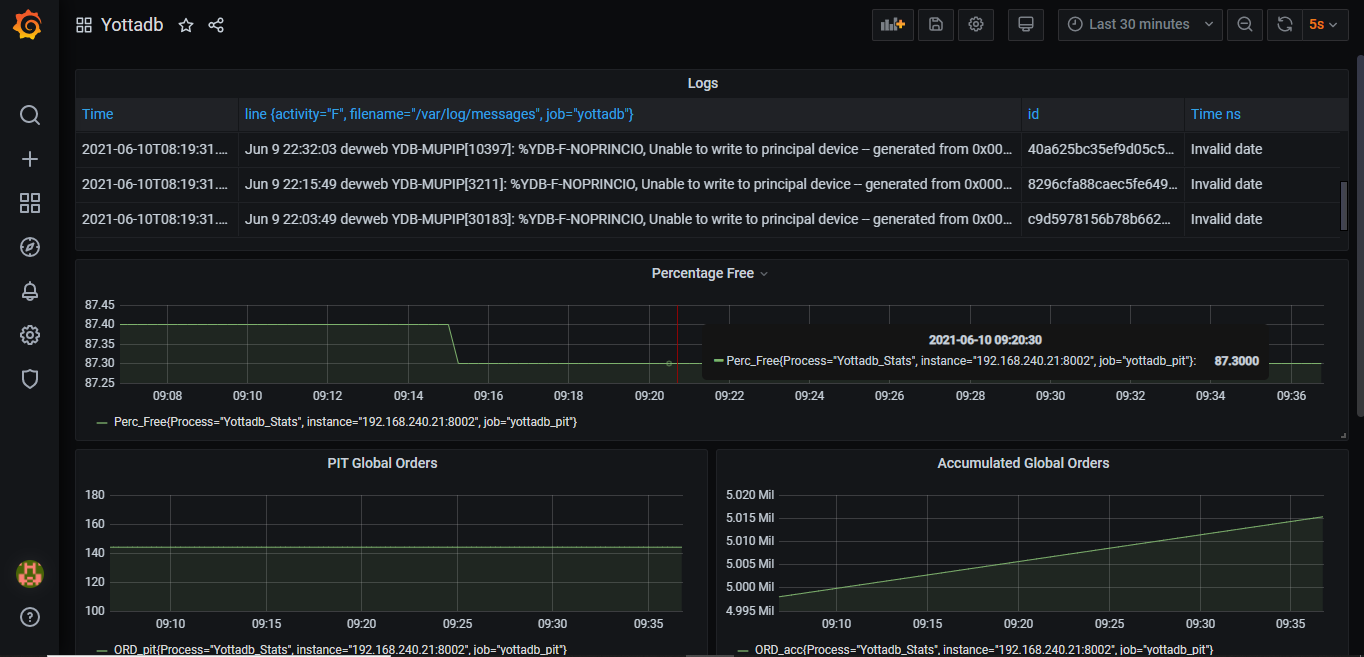 Yottadb
Last 30 minutes
5s
Logs
Time line {activity="F", filename="/var/log/messages", job="yottadb"} id Time ns
2021-06-10T08:19:31.... Jun 9 22:32:03 devweb YDB-MUPIP[10397]: %YDB-F-NOPRINCIO, Unable to write to principal device -- generated from 0x00... 40a625bc35ef9d05c5... Invalid date
2021-06-10T08:19:31.... Jun 9 22:15:49 devweb YDB-MUPIP[3211]: %YDB-F-NOPRINCIO, Unable to write to principal device -- generated from 0x000... 8296cfa88caec5fe649... Invalid date
2021-06-10T08:19:31.... Jun 9 22:03:49 devweb YDB-MUPIP[30183]: %YDB-F-NOPRINCIO, Unable to write to principal device -- generated from 0x00... c9d5978156b78b662... Invalid date
Percentage Free
87.45
87.40
87.35
87.30
87.25
2021-06-10 09:20:30
Perc_Free{Process="Yottadb_Stats", instance="192.168.240.21:8002", job="yottadb_pit"}: 87.3000
09:08 09:10 09:12 09:14 09:16 09:18 09:20 09:22 09:24 09:26 09:28 09:30 09:32 09:34 09:36
Perc_Free{Process="Yottadb_Stats", instance="192.168.240.21:8002", job="yottadb_pit"}
PIT Global Orders
180
160
140
120
100
09:10 09:15 09:20 09:25 09:30 09:35
ORD_pit{Process="Yottadb_Stats", instance="192.168.240.21:8002", job="yottadb_pit"}
Accumulated Global Orders
5.020 Mil
5.015 Mil
5.010 Mil
5.005 Mil
5.000 Mil
4.995 Mil
09:10 09:15 09:20 09:25 09:30 09:35
ORD_acc{Process="Yottadb_Stats", instance="192.168.240.21:8002", job="yottadb_pit"}